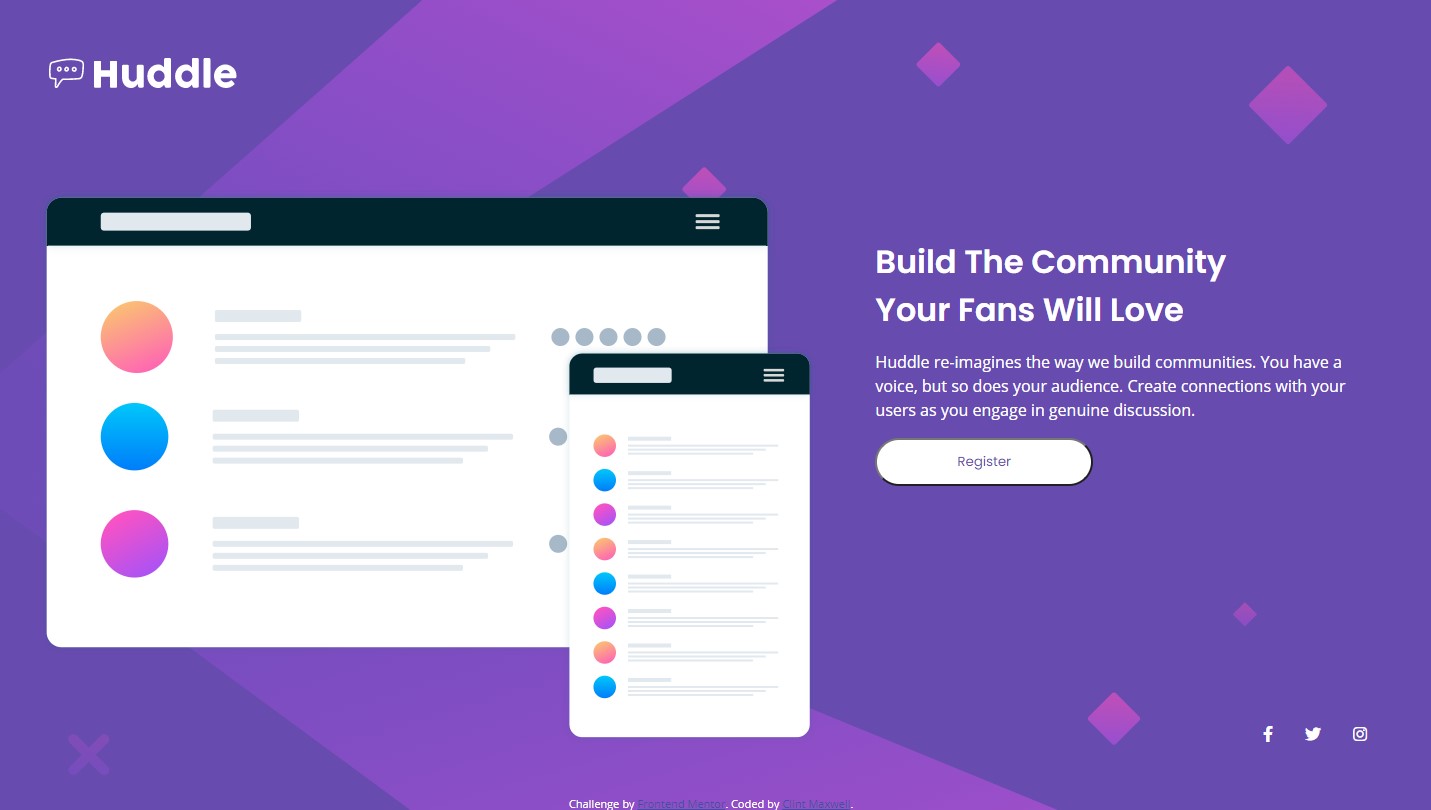 Huddle
Build The Community
Your Fans Will Love
Huddle re-imagines the way we build communities. You have a
voice, but so does your audience. Create connections with your
users as you engage in genuine discussion.
Register
Challenge by Frontend Mentor. Coded by Clint Maxwell.